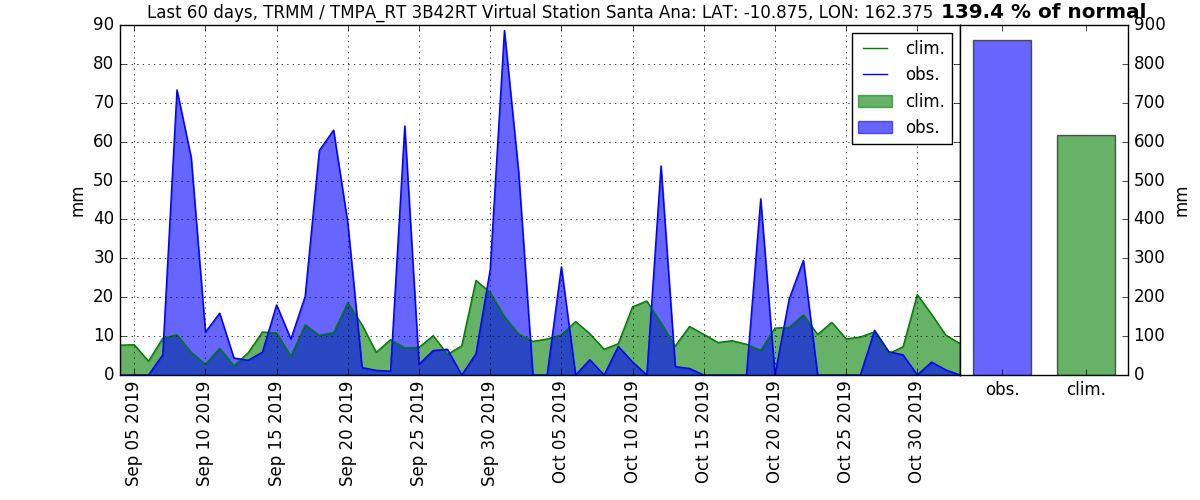 Last 60 days, TRMM / TMPA_RT 3B42RT Virtual Station Santa Ana: LAT: -10.875, LON: 162.375 139.4 % of normal
90
80
70
60
50
40
30
20
10
0
mm
clim.
obs.
clim.
obs.
Sep 05 2019
Sep 10 2019
Sep 15 2019
Sep 20 2019
Sep 25 2019
Sep 30 2019
Oct 05 2019
Oct 10 2019
Oct 15 2019
Oct 20 2019
Oct 25 2019
Oct 30 2019
900
800
700
600
500
400
300
200
100
0
mm
obs. clim.